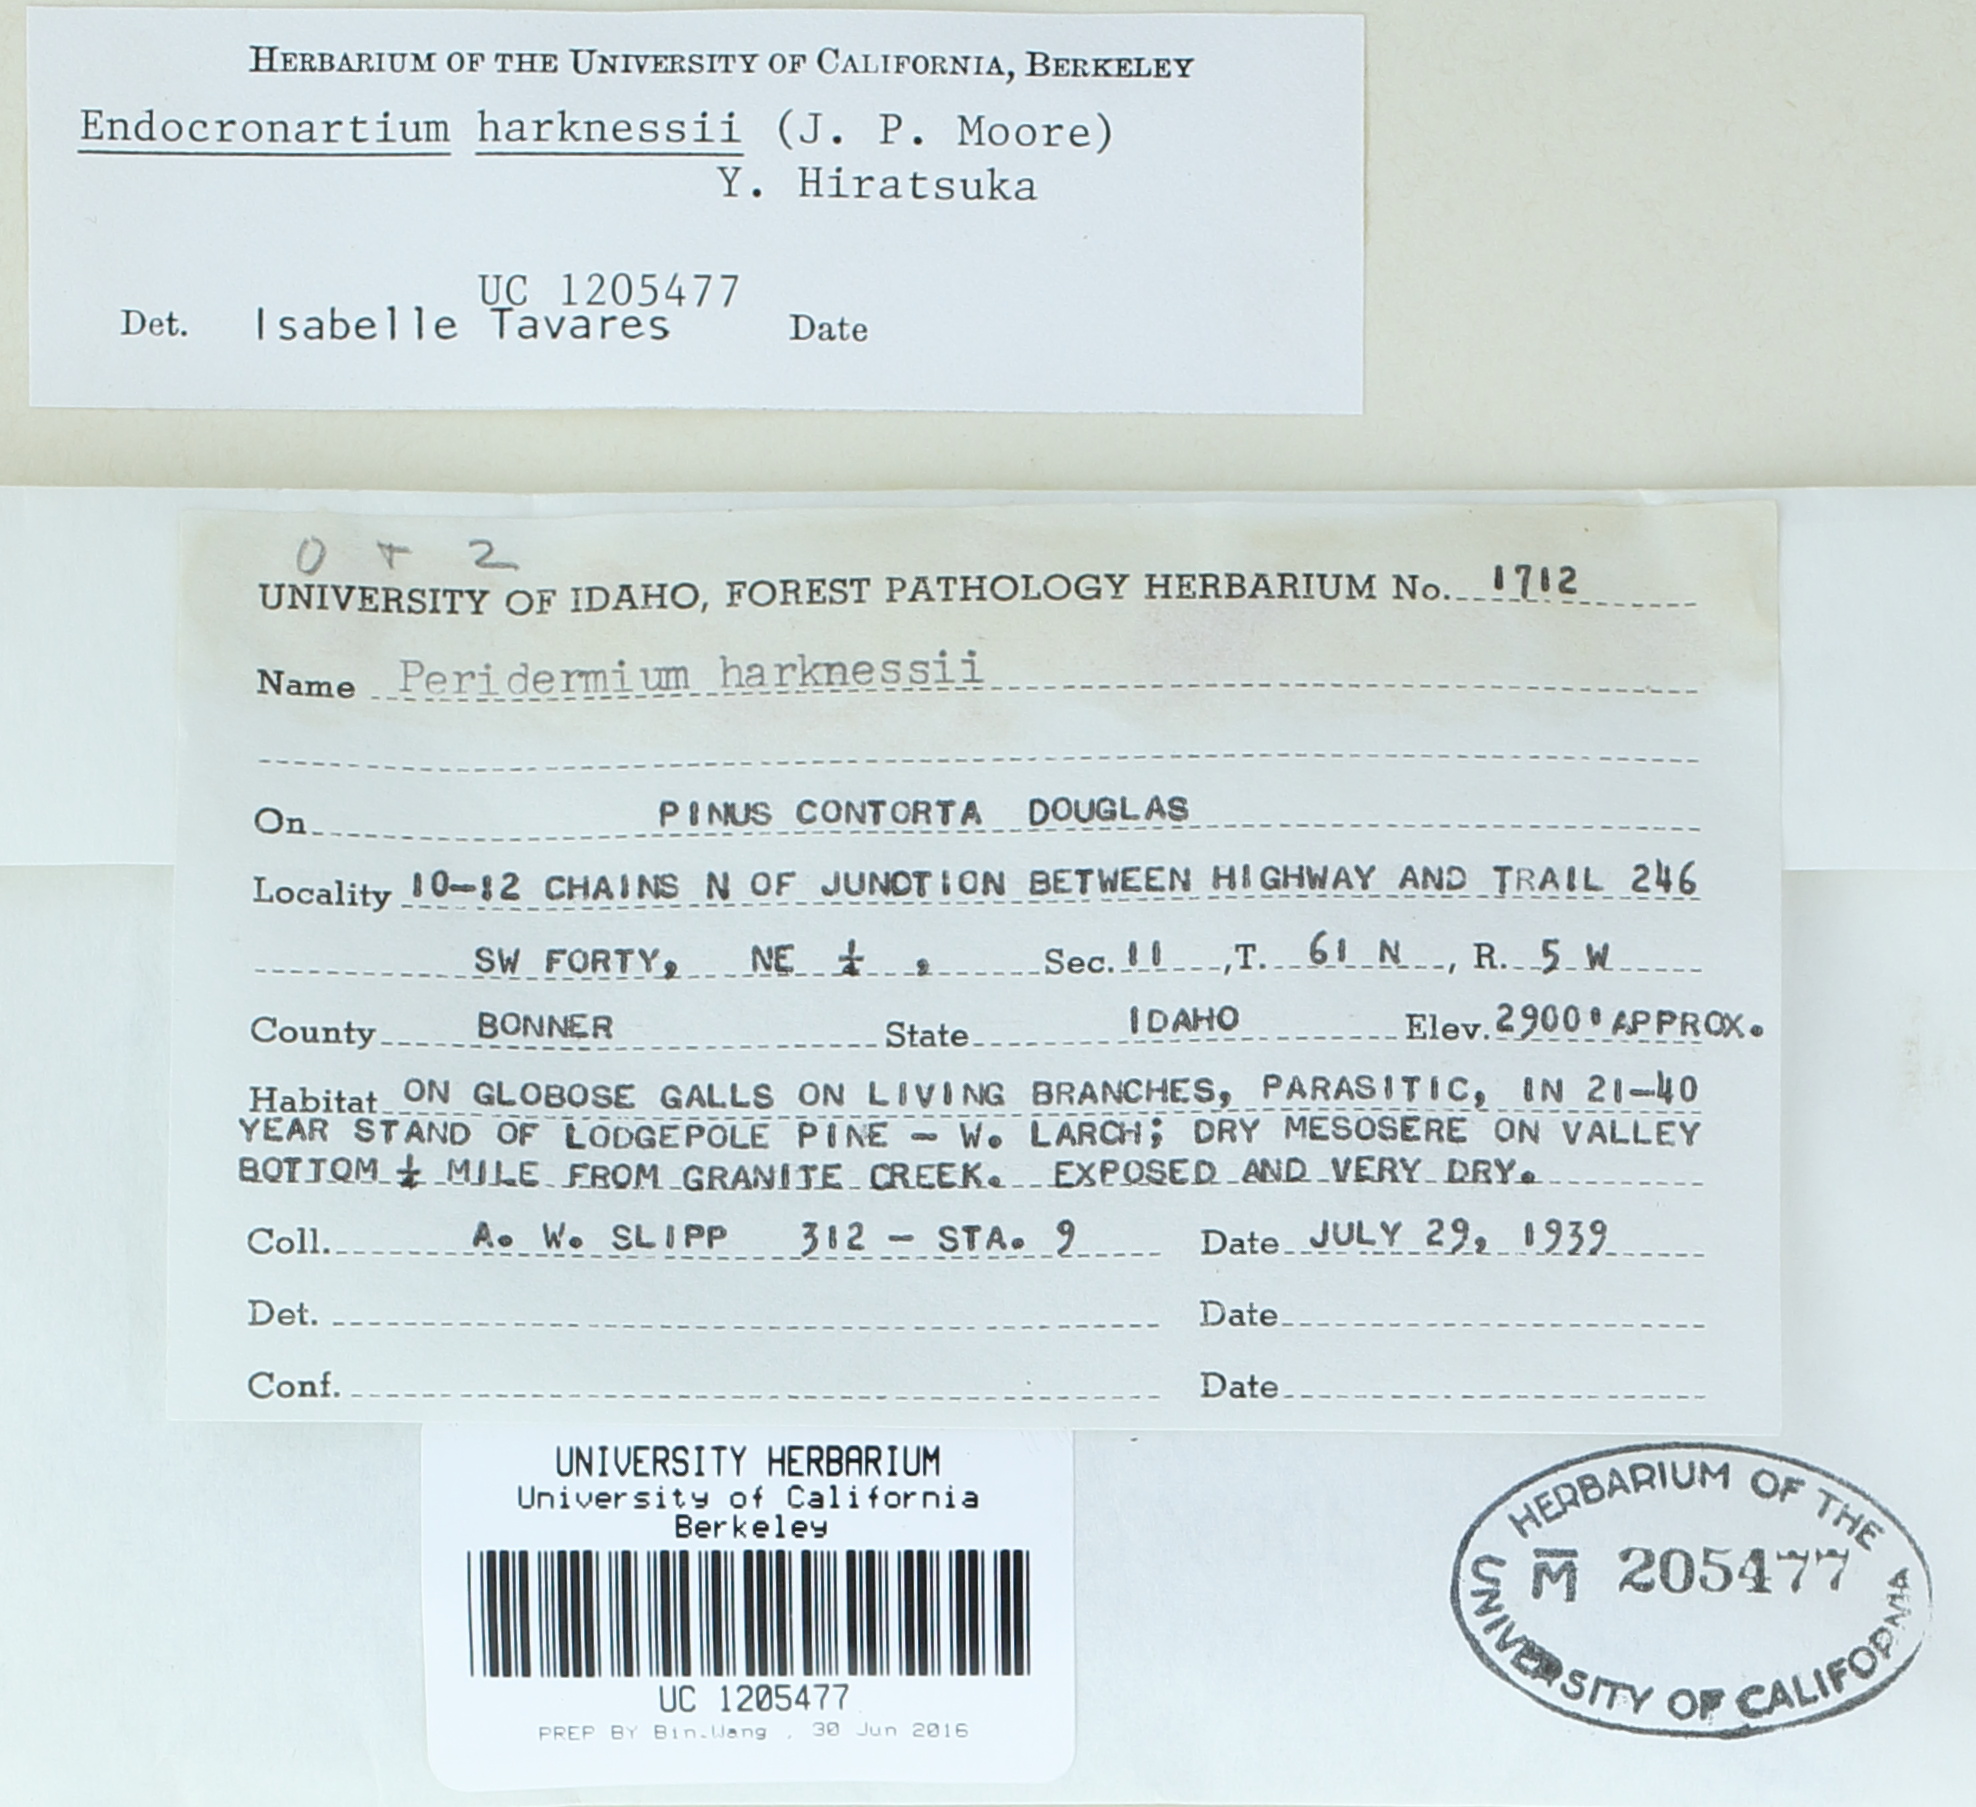 HERBARIUM OF THE UNIVERSITY OF CALIFORNIA, BERKELEY
Endocronartium harknessii (J. P. Moore)
Y. Hiratsuka
UC 1205477
Det. Isabelle Tavares Date
0 + 2
UNIVERSITY OF IDAHO, FOREST PATHOLOGY HERBARIUM No. 1712
Name Peridermium harknessii
On PINUS CONTORTA DOUGLAS
Locality 10-12 CHAINS N OF JUNCTION BETWEEN HIGHWAY AND TRAIL 246
SW FORTY, NE ¼ , Sec. 11 , T. 61 N , R. 5 W
County BONNER State IDAHO Elev. 2900' APPROX.
Habitat ON GLOBOSE GALLS ON LIVING BRANCHES, PARASITIC, IN 21-40
YEAR STAND OF LODGEPOLE PINE - W. LARCH; DRY MESOSERE ON VALLEY
BOTTOM ¼ MILE FROM GRANITE CREEK. EXPOSED AND VERY DRY.
Coll. A. W. SLIPP 312 - STA. 9 Date JULY 29, 1939
Det. Date
Conf. Date
UNIVERSITY HERBARIUM
University of California
Berkeley
UC 1205477
PREP BY Bin.Wang , 30 Jun 2016
HERBARIUM OF THE
M 205477
UNIVERSITY OF CALIFORNIA